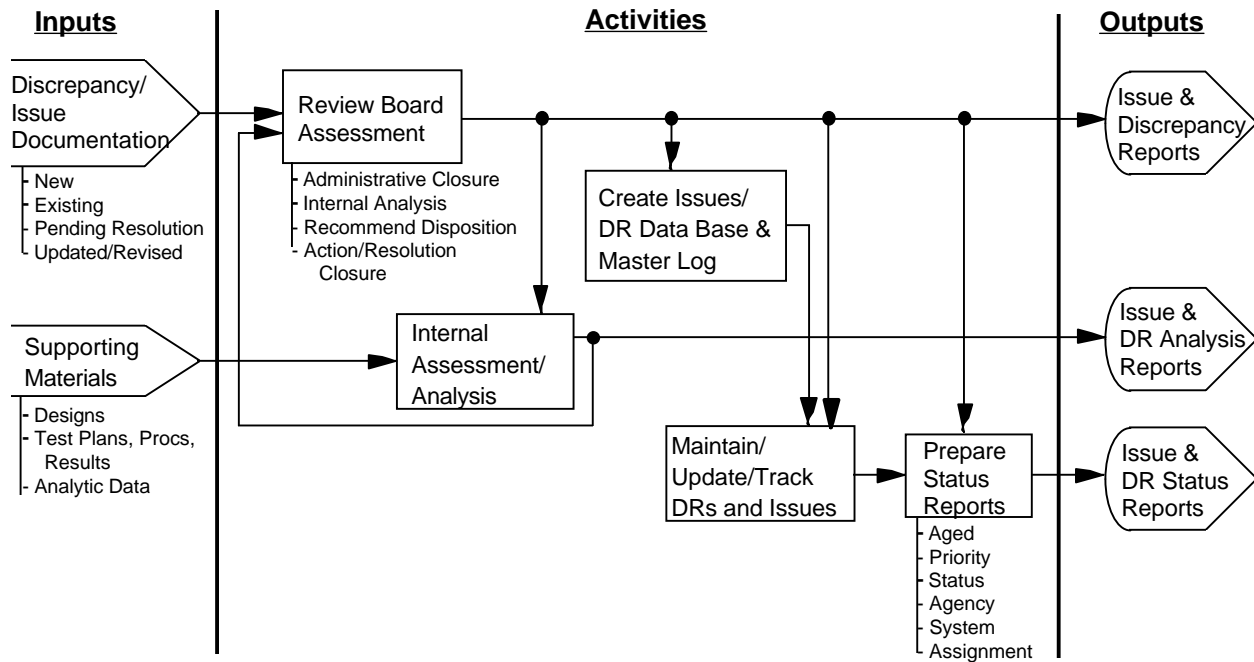 Inputs
Activities
Outputs
Discrepancy/
Issue
Documentation
- New
- Existing
- Pending Resolution
- Updated/Revised
Review Board
Assessment
- Administrative Closure
- Internal Analysis
- Recommend Disposition
- Action/Resolution
Closure
Create Issues/
DR Data Base &
Master Log
Issue &
Discrepancy
Reports
Supporting
Materials
- Designs
- Test Plans, Procs,
Results
- Analytic Data
Internal
Assessment/
Analysis
Issue &
DR Analysis
Reports
Maintain/
Update/Track
DRs and Issues
Prepare
Status
Reports
- Aged
- Priority
- Status
- Agency
- System
- Assignment
Issue &
DR Status
Reports